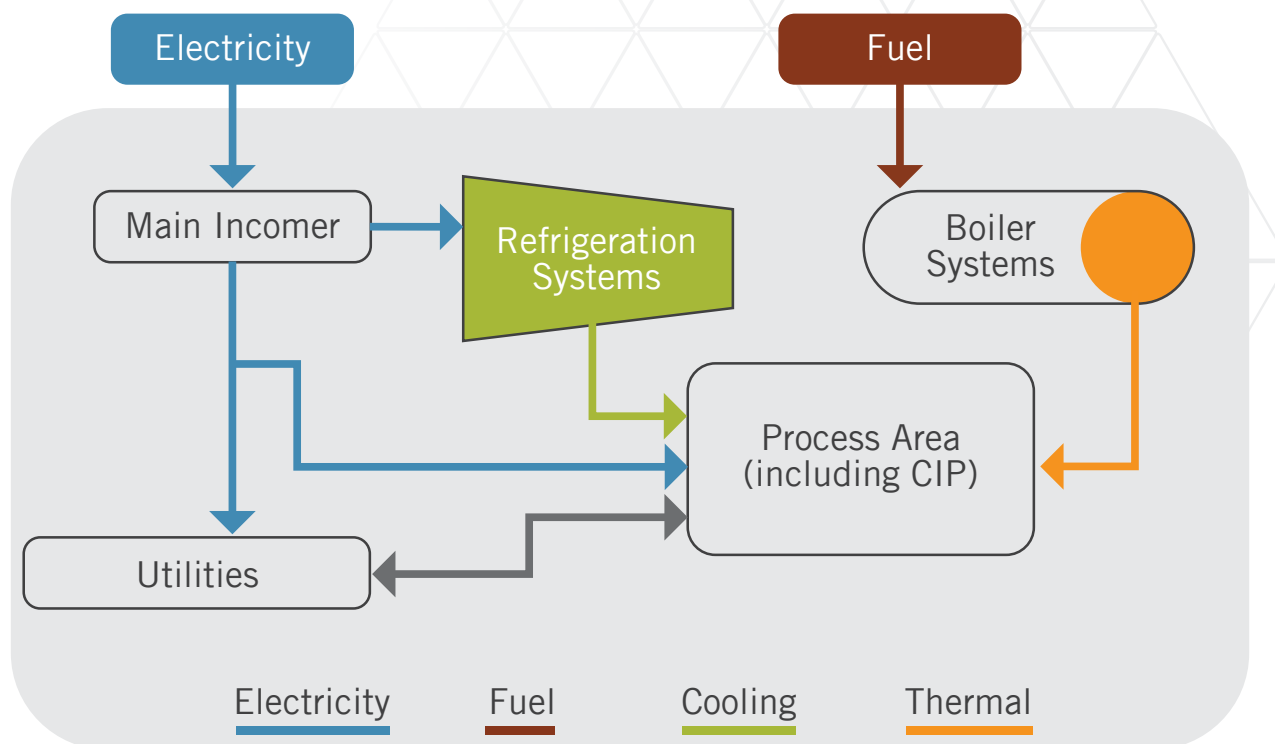 Electricity
Fuel
Main Incomer
Refrigeration
Systems
Boiler
Systems
Process Area
(including CIP)
Utilities
Electricity
Fuel
Cooling
Thermal